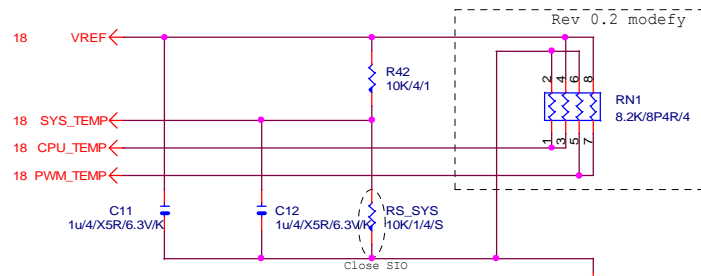 Rev 0.2 modefy
18 VREF
R42
10K/4/1
2 4 6 8
RN1
8.2K/8P4R/4
1 3 5 7
18 SYS_TEMP
18 CPU_TEMP
18 PWM_TEMP
C11
1u/4/X5R/6.3V/K
C12
1u/4/X5R/6.3V/K
RS_SYS
10K/1/4/S
Close SIO